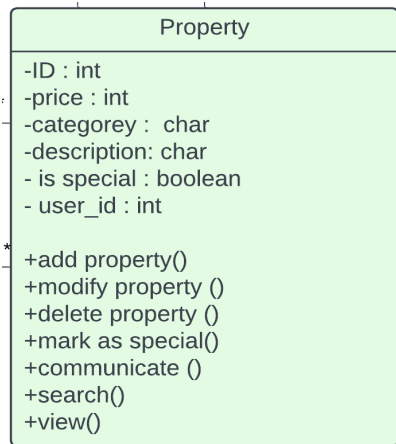 Property
-ID : int
-price : int
-categorey :  char
-description: char
- is special : boolean
- user_id : int
*
+add property()
+modify property ()
+delete property ()
+mark as special()
+communicate ()
+search()
+view()